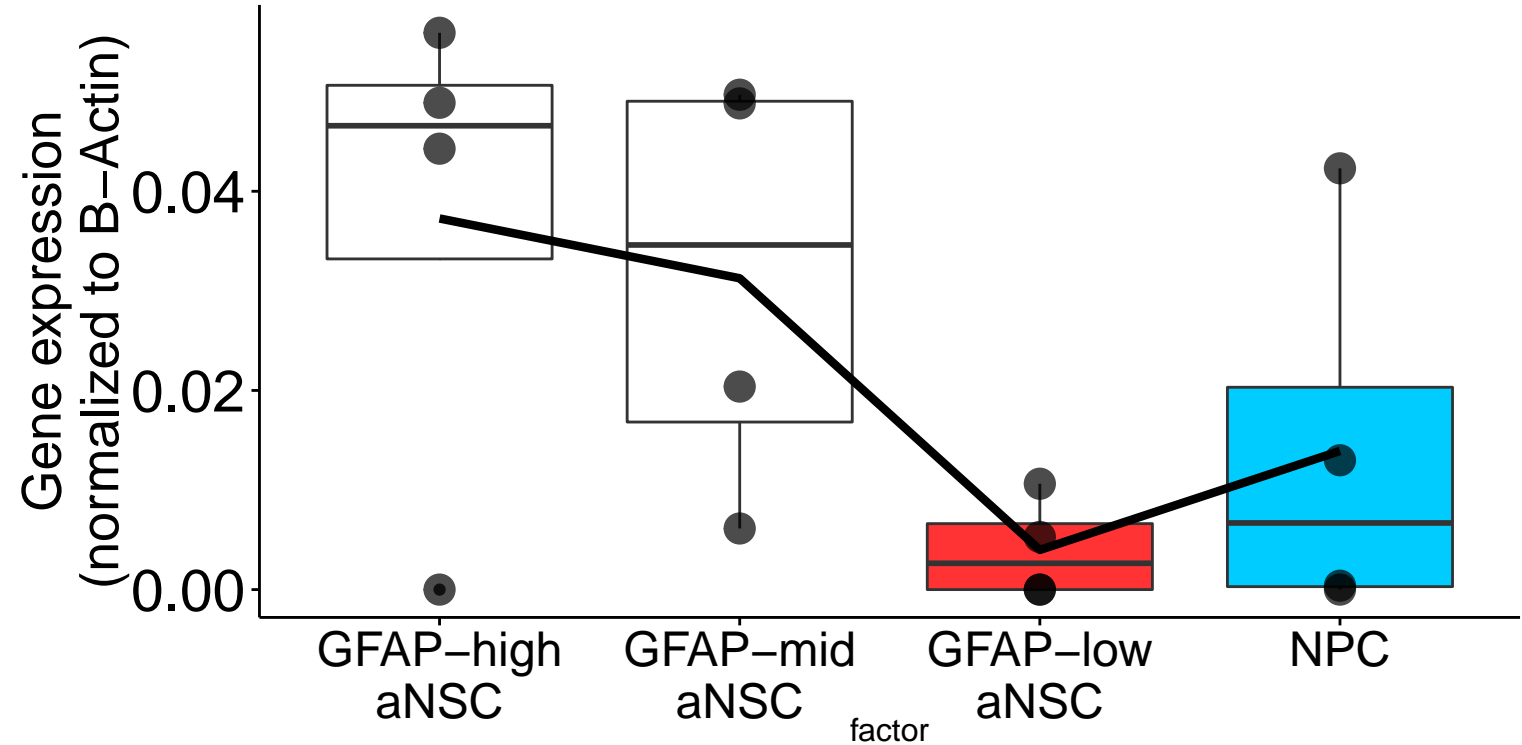 Gene expression
(normalized to B−Actin)
0.04
0.02
0.00
GFAP−high
aNSC
GFAP−mid
aNSC
GFAP−low
aNSC
NPC
factor